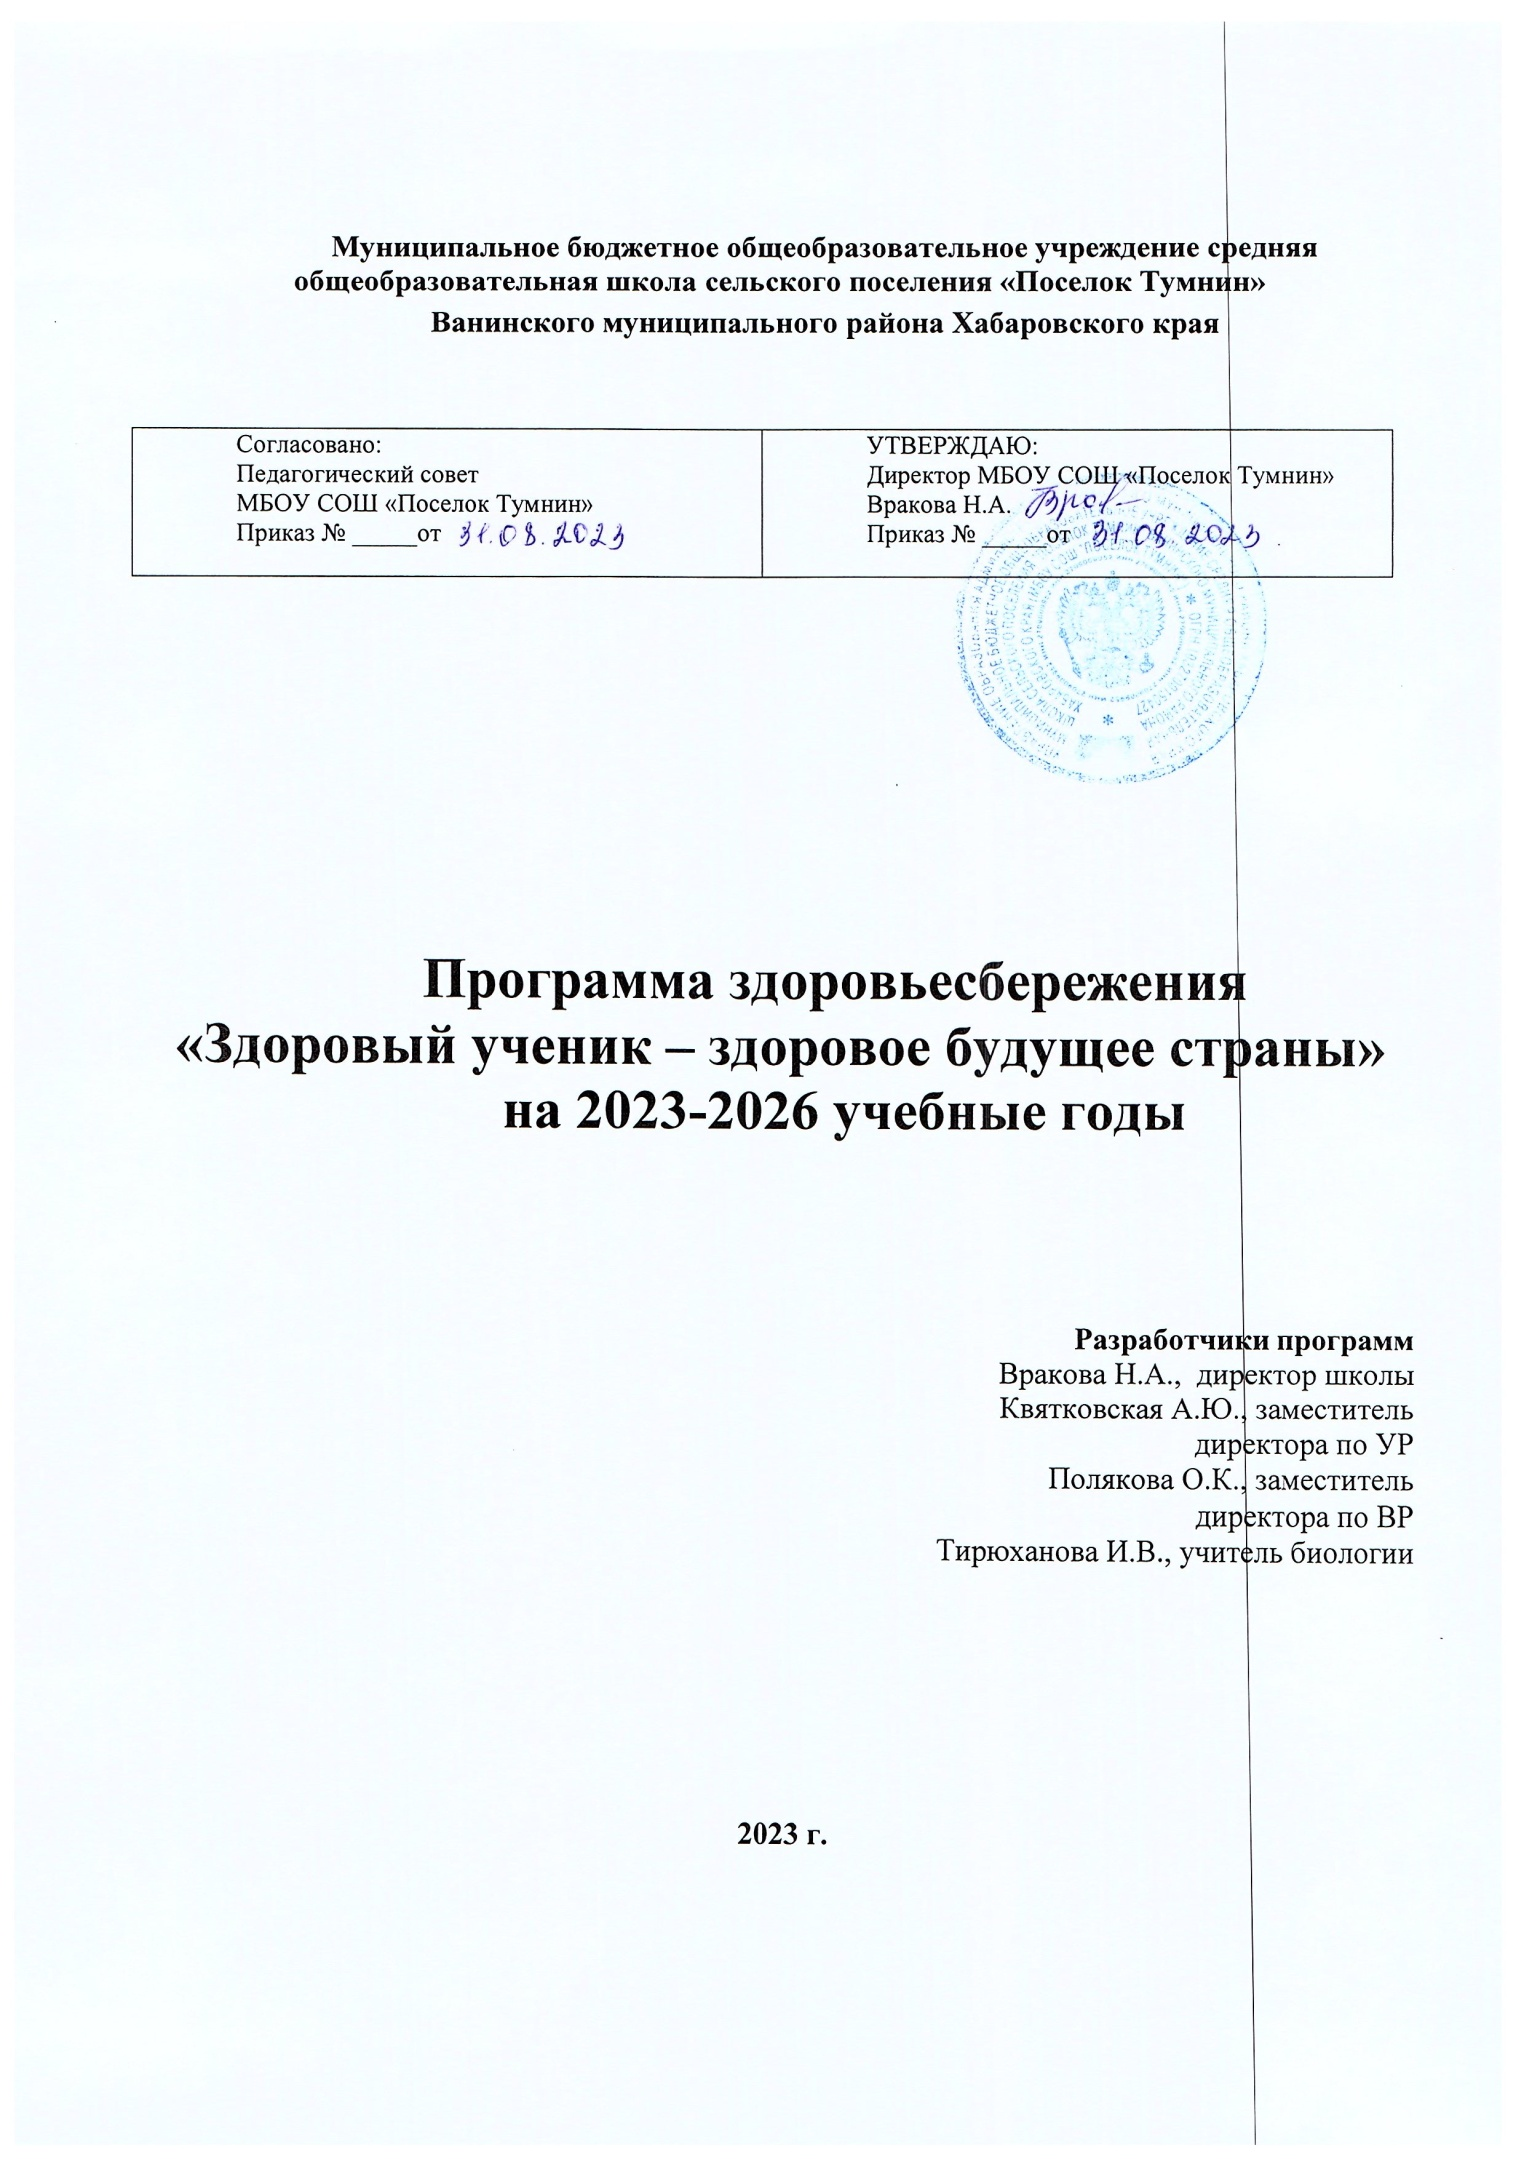 Муниципальное бюджетное общеобразовательное учреждение средняя
общеобразовательная школа сельского поселения «Поселок Тумнин»
Ванинского муниципального района Хабаровского края
Согласовано:
Педагогический совет
МБОУ СОШ «Поселок Тумнин»
Приказ № _____от 31.08.2023
УТВЕРЖДАЮ:
Директор МБОУ СОШ «Поселок Тумнин»
Вракова Н.А.
Приказ № _____от 31.08.2023
Программа здоровьесбережения
«Здоровый ученик – здоровое будущее страны»
на 2023-2026 учебные годы
Разработчики программ
Вракова Н.А., директор школы
Квятковская А.Ю., заместитель
директора по УР
Полякова О.К., заместитель
директора по ВР
Тирюханова И.В., учитель биологии
2023 г.